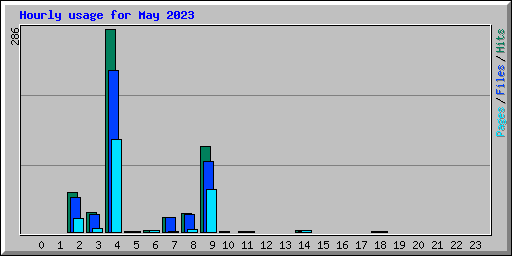 Hourly usage for May 2023
286
Pages/Files/Hits
0 1 2 3 4 5 6 7 8 9 10 11 12 13 14 15 16 17 18 19 20 21 22 23